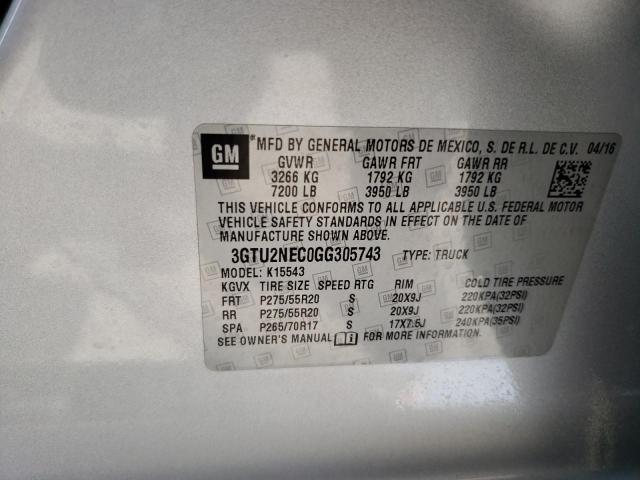 GM *MFD BY GENERAL MOTORS DE MEXICO, S. DE R.L. DE C.V. 04/16
GVWR GAWR FRT GAWR RR
3266 KG 1792 KG 1792 KG
7200 LB 3950 LB 3950 LB
THIS VEHICLE CONFORMS TO ALL APPLICABLE U.S. FEDERAL MOTOR
VEHICLE SAFETY STANDARDS IN EFFECT ON THE DATE OF
MANUFACTURE SHOWN ABOVE.
3GTU2NEC0GG305743 TYPE: TRUCK
MODEL: K15543
KGVX TIRE SIZE SPEED RTG RIM COLD TIRE PRESSURE
FRT P275/55R20 S 20X9J 220KPA(32PSI)
RR P275/55R20 S 20X9J 220KPA(32PSI)
SPA P265/70R17 S 17X7.5J 240KPA(35PSI)
SEE OWNER'S MANUAL FOR MORE INFORMATION.